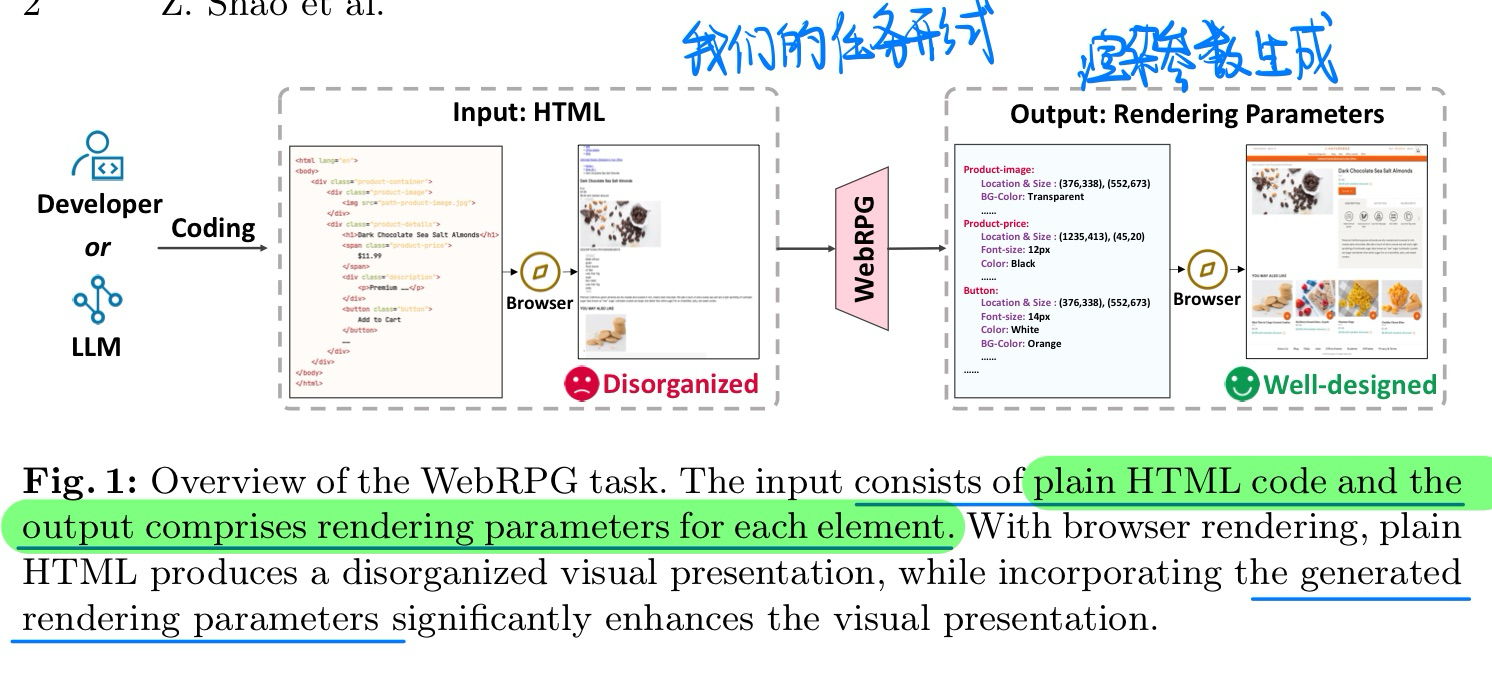 2 Z. Shao et al.
我们的任务形式 渲染参数生成
Input: HTML
Output: Rendering Parameters
Developer
or
LLM
Coding
<html lang="en">
<body>
<div class="product-container">
<div class="product-image">
<img src="path-product-image.jpg">
</div>
<div class="product-details">
<h1>Dark Chocolate Sea Salt Almonds</h1>
<span class="product-price">
$11.99
</span>
<div class="description">
<p>Premium ……</p>
</div>
<button class="button">
Add to Cart
</button>
……
</div>
</div>
</body>
</html>
Browser
Dark Chocolate Sea Salt Almonds
YOU MAY ALSO LIKE
Disorganized
WebRPG
Product-image:
Location & Size : (376,338), (552,673)
BG-Color: Transparent
......
Product-price:
Location & Size : (1235,413), (45,20)
Font-size: 12px
Color: Black
......
Button:
Location & Size : (376,338), (552,673)
Font-size: 14px
Color: White
BG-Color: Orange
......
......
Browser
Dark Chocolate Sea Salt Almonds
YOU MAY ALSO LIKE
Well-designed
Fig. 1: Overview of the WebRPG task. The input consists of plain HTML code and the
output comprises rendering parameters for each element. With browser rendering, plain
HTML produces a disorganized visual presentation, while incorporating the generated
rendering parameters significantly enhances the visual presentation.